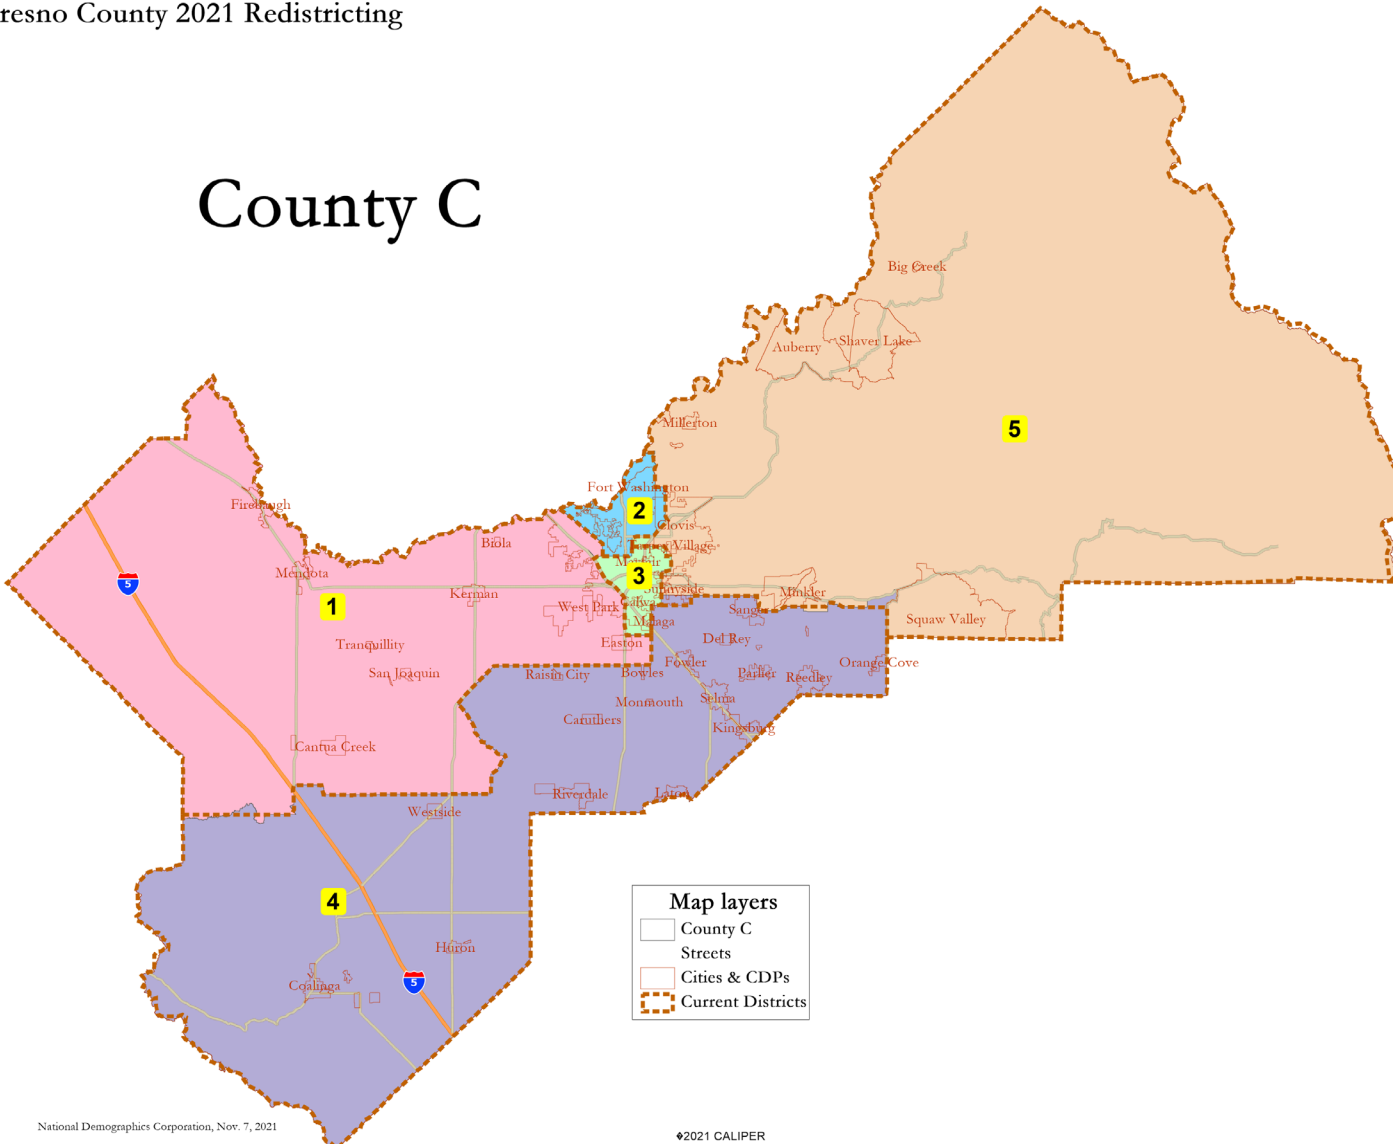 resno County 2021 Redistricting
County C
Big Creek
Auberry
Shaver Lake
5
Millerton
Fort Washington
2
Clovis
Firebaugh
Biola
Village
Mayfair
Mendota
5
3
1
Kerman
Sunnyside
Minkler
West Park
Sanger
Malaga
Squaw Valley
Tranquillity
Easton
Del Rey
San Joaquin
Raisin City
Bowles
Fowler
Parlier
Reedley
Orange Cove
Monmouth
Selma
Caruthers
Kingsburg
Cantua Creek
Riverdale
Laton
Westside
4
Huron
Coalinga
5
Map layers
County C
Streets
Cities & CDPs
Current Districts
National Demographics Corporation, Nov. 7, 2021
�2021 CALIPER